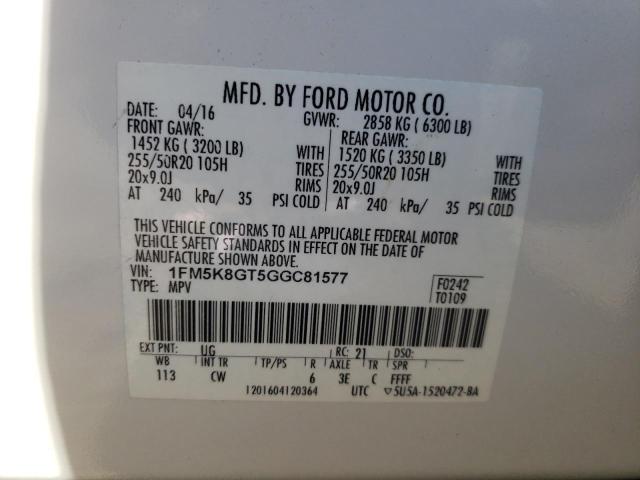 MFD. BY FORD MOTOR CO.
DATE: 04/16 GVWR: 2858 KG ( 6300 LB)
FRONT GAWR: REAR GAWR:
1452 KG ( 3200 LB) WITH 1520 KG ( 3350 LB) WITH
255/50R20 105H TIRES 255/50R20 105H TIRES
20x9.0J RIMS 20x9.0J RIMS
AT 240 kPa/ 35 PSI COLD AT 240 kPa/ 35 PSI COLD
THIS VEHICLE CONFORMS TO ALL APPLICABLE FEDERAL MOTOR
VEHICLE SAFETY STANDARDS IN EFFECT ON THE DATE OF
MANUFACTURE SHOWN ABOVE.
VIN: 1FM5K8GT5GGC81577 F0242
TYPE: MPV T0109
EXT PNT: UG RC: 21 DSO:
WB INT TR TP/PS R AXLE TR SPR
113 CW 6 3E C FFFF
1201604120364 UTC ▽5U5A-1520472-BA